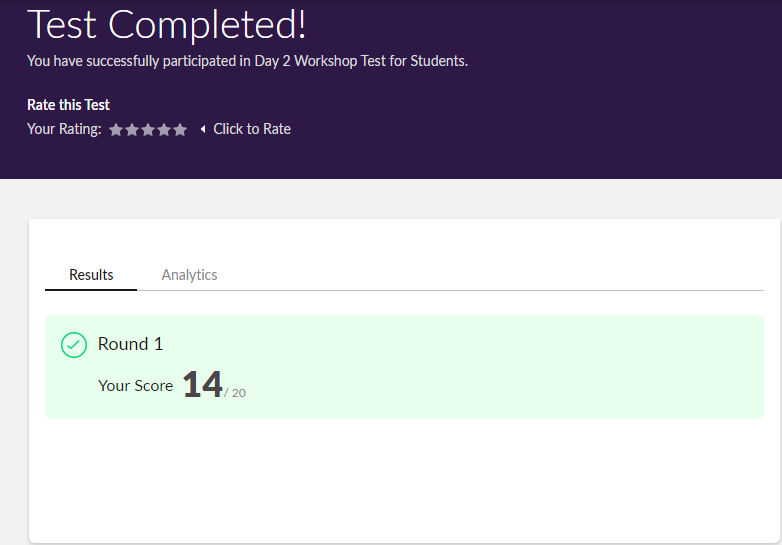 Test Completed!
You have successfully participated in Day 2 Workshop Test for Students.
Rate this Test
Your Rating: Click to Rate
Results Analytics
Round 1
Your Score 14/ 20